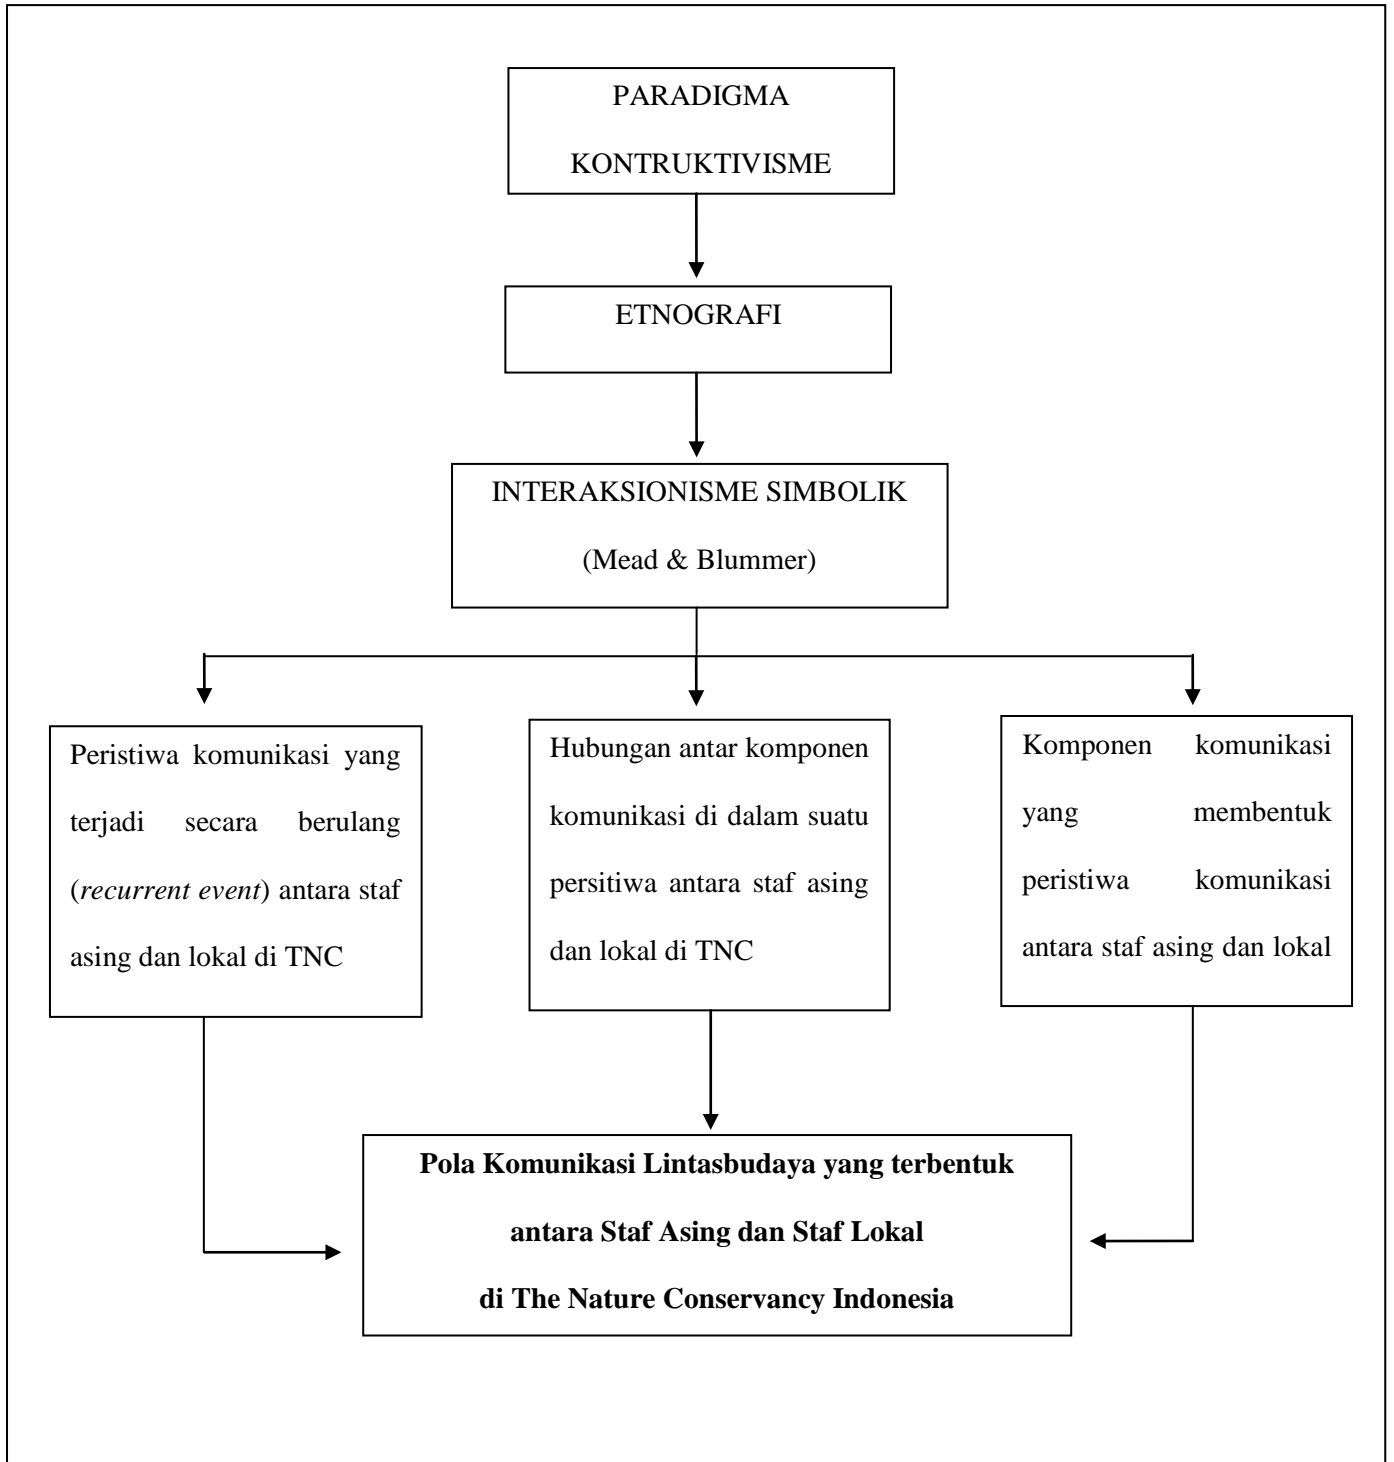 PARADIGMA
KONTRUKTIVISME
ETNOGRAFI
INTERAKSIONISME SIMBOLIK
(Mead & Blummer)
Peristiwa komunikasi yang
terjadi secara berulang
(recurrent event) antara staf
asing dan lokal di TNC
Hubungan antar komponen
komunikasi di dalam suatu
persitiwa antara staf asing
dan lokal di TNC
Komponen komunikasi
yang membentuk
peristiwa komunikasi
antara staf asing dan lokal
Pola Komunikasi Lintasbudaya yang terbentuk
antara Staf Asing dan Staf Lokal
di The Nature Conservancy Indonesia